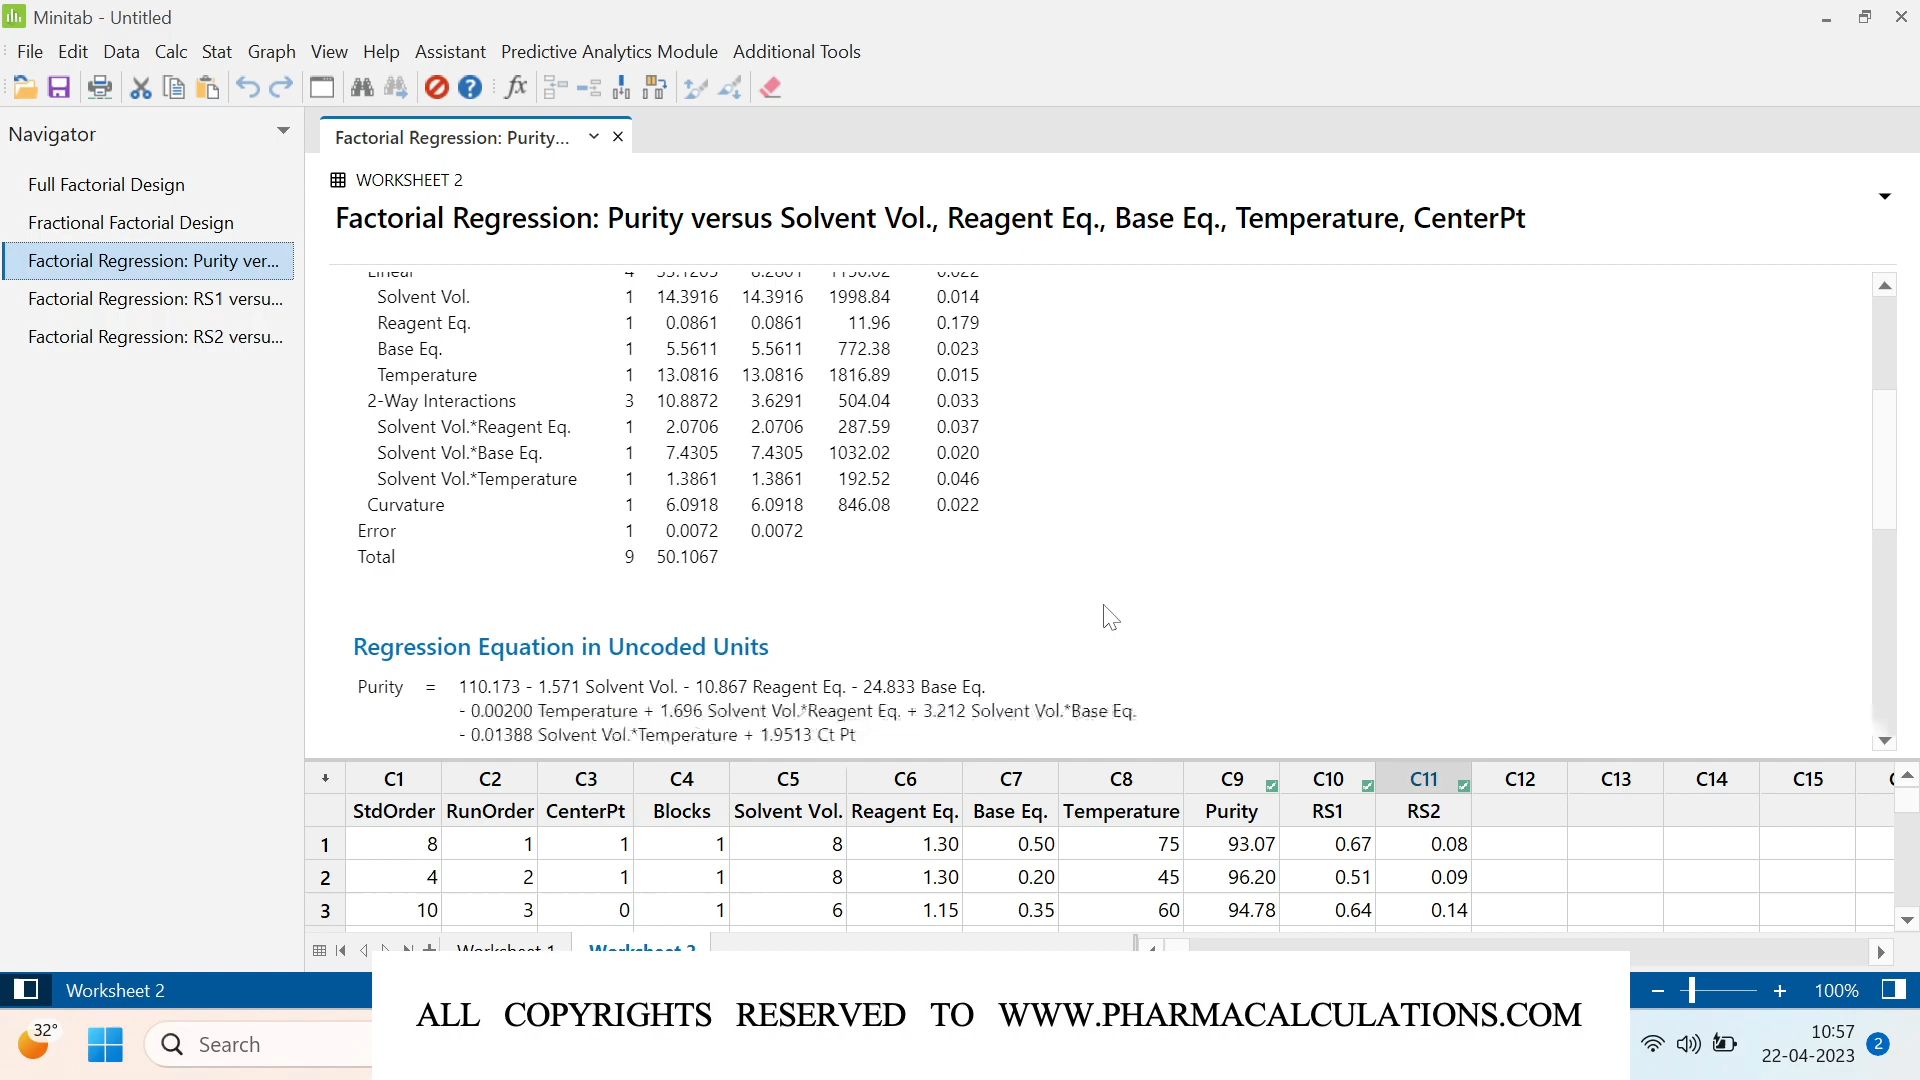 Minitab - Untitled
File Edit Data Calc Stat Graph View Help Assistant Predictive Analytics Module Additional Tools
Navigator
Factorial Regression: Purity...
Full Factorial Design
Fractional Factorial Design
Factorial Regression: Purity ver...
Factorial Regression: RS1 versu...
Factorial Regression: RS2 versu...
WORKSHEET 2
Factorial Regression: Purity versus Solvent Vol., Reagent Eq., Base Eq., Temperature, CenterPt
Linear 4 33.1205 8.2801 1150.02 0.022
Solvent Vol. 1 14.3916 14.3916 1998.84 0.014
Reagent Eq. 1 0.0861 0.0861 11.96 0.179
Base Eq. 1 5.5611 5.5611 772.38 0.023
Temperature 1 13.0816 13.0816 1816.89 0.015
2-Way Interactions 3 10.8872 3.6291 504.04 0.033
Solvent Vol.*Reagent Eq. 1 2.0706 2.0706 287.59 0.037
Solvent Vol.*Base Eq. 1 7.4305 7.4305 1032.02 0.020
Solvent Vol.*Temperature 1 1.3861 1.3861 192.52 0.046
Curvature 1 6.0918 6.0918 846.08 0.022
Error 1 0.0072 0.0072
Total 9 50.1067
Regression Equation in Uncoded Units
Purity = 110.173 - 1.571 Solvent Vol. - 10.867 Reagent Eq. - 24.833 Base Eq.
- 0.00200 Temperature + 1.696 Solvent Vol.*Reagent Eq. + 3.212 Solvent Vol.*Base Eq.
- 0.01388 Solvent Vol.*Temperature + 1.9513 Ct Pt
C1 C2 C3 C4 C5 C6 C7 C8 C9 C10 C11 C12 C13 C14 C15
StdOrder RunOrder CenterPt Blocks Solvent Vol. Reagent Eq. Base Eq. Temperature Purity RS1 RS2
1 8 1 1 1 8 1.30 0.50 75 93.07 0.67 0.08
2 4 2 1 1 8 1.30 0.20 45 96.20 0.51 0.09
3 10 3 0 1 6 1.15 0.35 60 94.78 0.64 0.14
Worksheet 1 Worksheet 2
Worksheet 2
100%
ALL COPYRIGHTS RESERVED TO WWW.PHARMACALCULATIONS.COM
32°
Search
10:57
22-04-2023
2